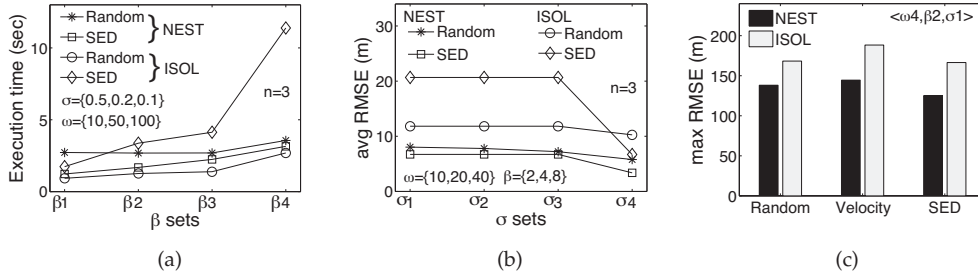 Execution time (sec)
10
5
0
Random
SED
} NEST
Random
SED
} ISOL
σ={0.5,0.2,0.1}
ω={10,50,100}
n=3
β1 β2 β3 β4
β sets
(a)
avg RMSE (m)
30
20
10
0
NEST ISOL
Random Random
SED SED
n=3
ω={10,20,40} β={2,4,8}
σ1 σ2 σ3 σ4
σ sets
(b)
max RMSE (m)
200
150
100
50
0
NEST
ISOL
<ω4,β2,σ1>
Random Velocity SED
(c)